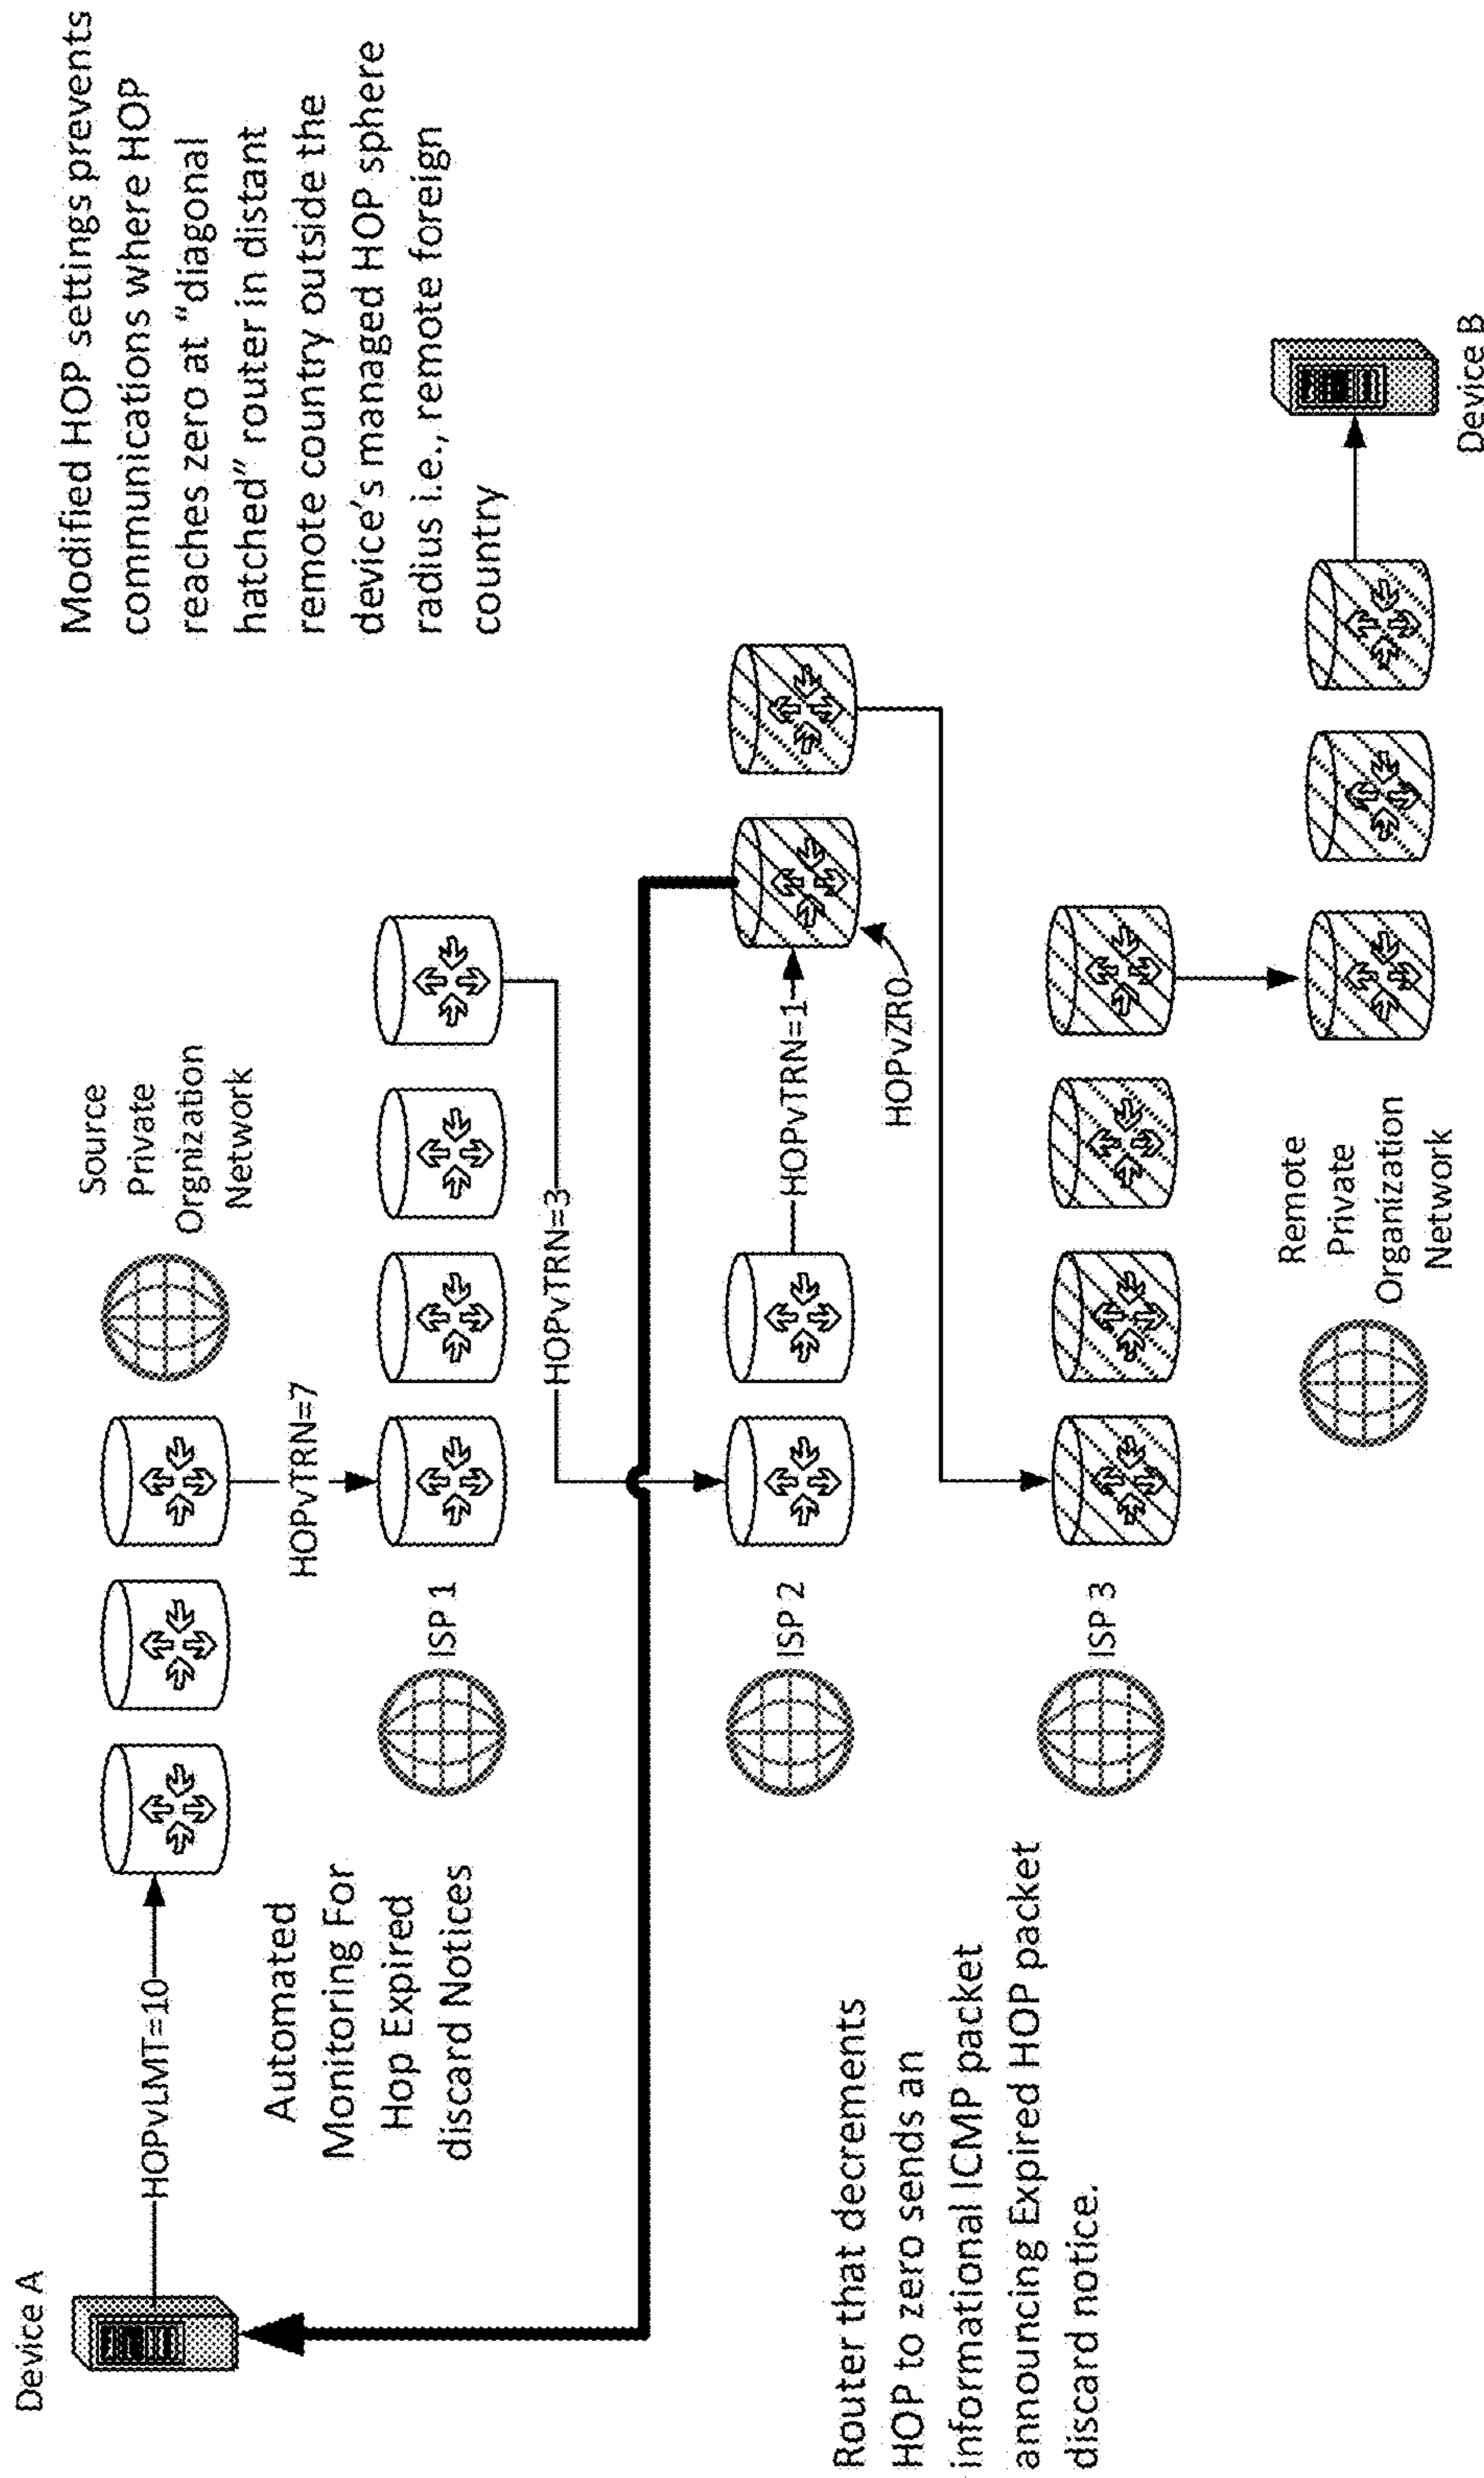 Device A
HOPvLMT=10
Source
Private
Orgnization
Network
Modified HOP settings prevents
communications where HOP
reaches zero at "diagonal
hatched" router in distant
remote country outside the
device's managed HOP sphere
radius i.e., remote foreign
country
Automated
Monitoring For
Hop Expired
discard Notices
HOPvTRN=7
ISP 1
HOPvTRN=3
ISP 2
HOPvTRN=1
HOPvZRO
Router that decrements
HOP to zero sends an
informational ICMP packet
announcing Expired HOP packet
discard notice.
ISP 3
Remote
Private
Organization
Network
Device B